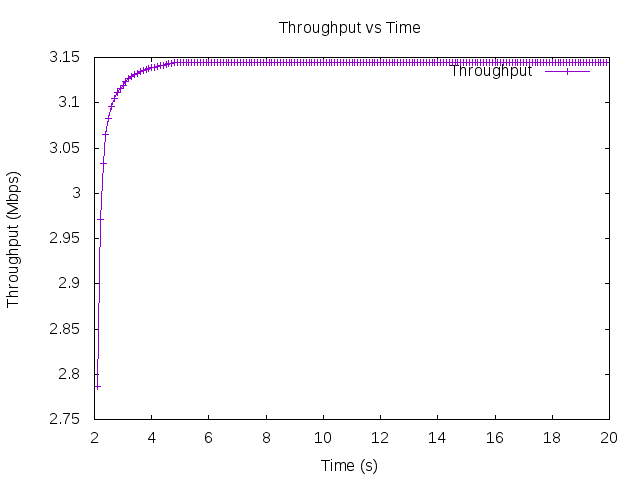 Throughput vs Time
3.15
3.1
3.05
3
2.95
2.9
2.85
2.8
2.75
Throughput (Mbps)
Throughput
2 4 6 8 10 12 14 16 18 20
Time (s)